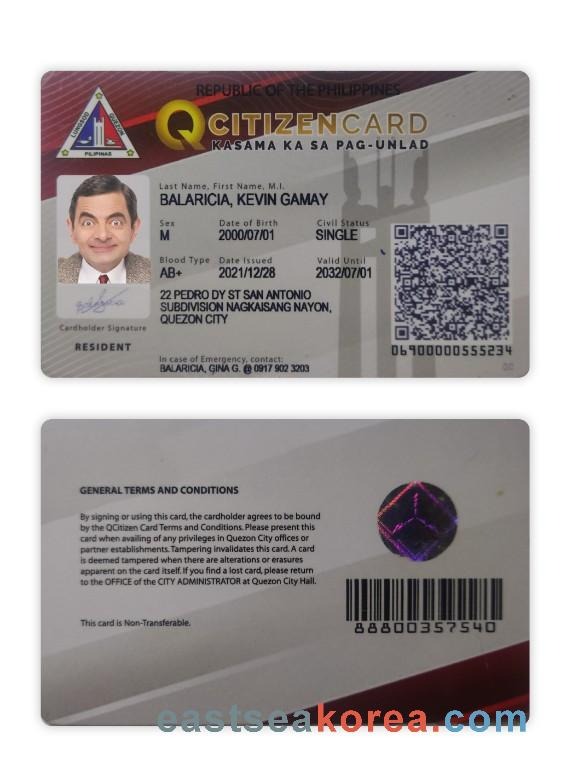 REPUBLIC OF THE PHILIPPINES
LUNGSOD QUEZON
PILIPINAS
QCITIZENCARD
KASAMA KA SA PAG-UNLAD
Last Name, First Name, M.I.
BALARICIA, KEVIN GAMAY
Sex Date of Birth Civil Status
M 2000/07/01 SINGLE
Blood Type Date Issued Valid Until
AB+ 2021/12/28 2032/07/01
22 PEDRO DY ST SAN ANTONIO
SUBDIVISION NAGKAISANG NAYON,
QUEZON CITY
Cardholder Signature
RESIDENT
06900000555234
In case of Emergency, contact:
BALARICIA, GINA G. @ 0917 902 3203
GENERAL TERMS AND CONDITIONS
By signing or using this card, the cardholder agrees to be bound
by the QCitizen Card Terms and Conditions. Please present this
card when availing of any privileges in Quezon City offices or
partner establishments. Tampering invalidates this card. A card
is deemed tampered when there are alterations or erasures
apparent on the card itself. If you find a lost card, please return
to the OFFICE of the CITY ADMINISTRATOR at Quezon City Hall.
This card is Non-Transferable.
88800357540
eastseakorea.com